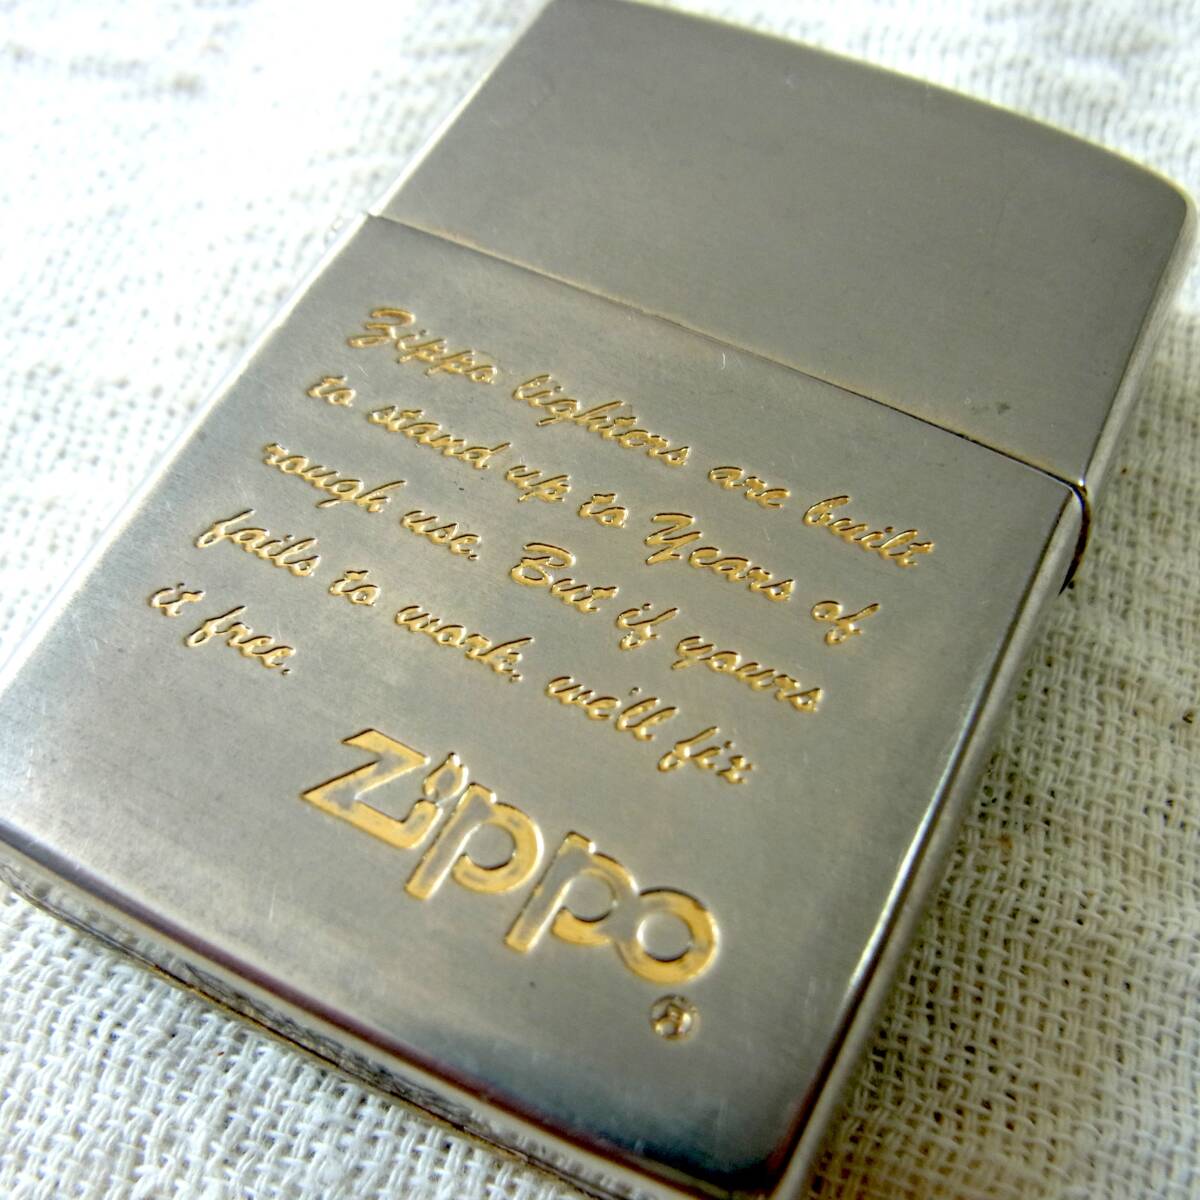 Zippo lighters are built
to stand up to Years of
rough use. But if yours
fails to work, we'll fix
it free.
Zippo
®